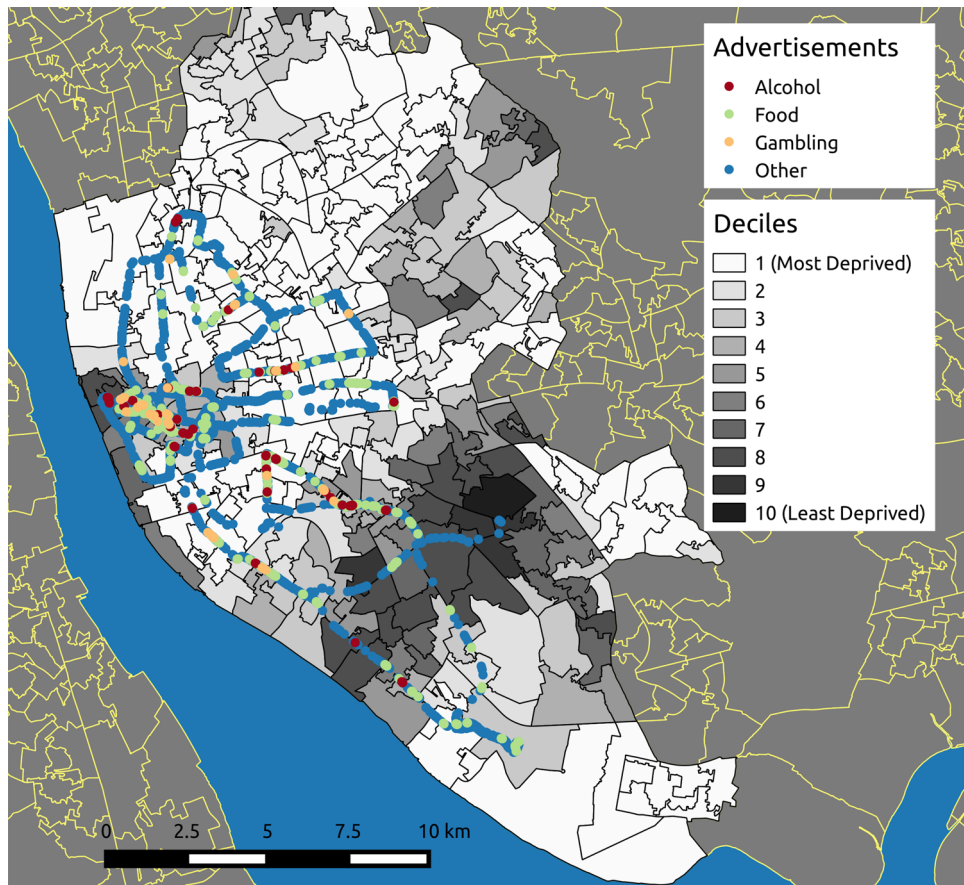 Advertisements
Alcohol
Food
Gambling
Other
Deciles
1 (Most Deprived)
2
3
4
5
6
7
8
9
10 (Least Deprived)
0 2.5 5 7.5 10 km